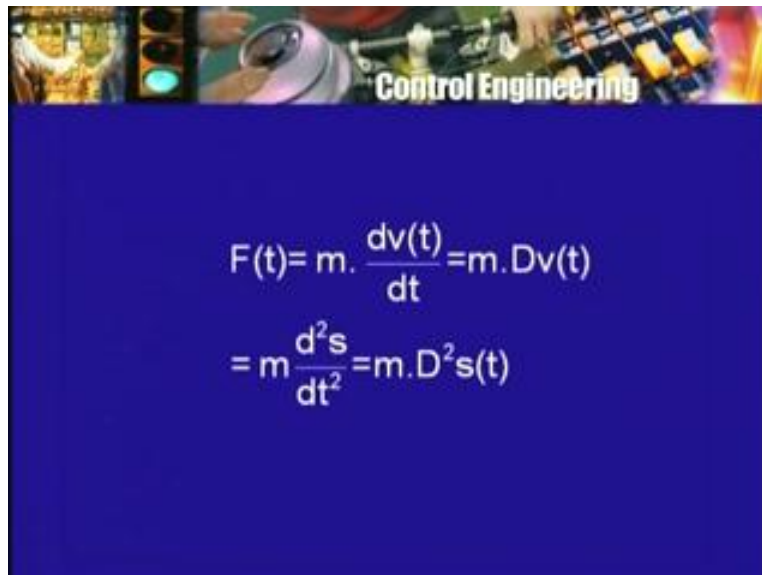 Control Engineering
F(t)= m. dv(t)/dt =m.Dv(t)
= m d²s/dt² =m.D²s(t)